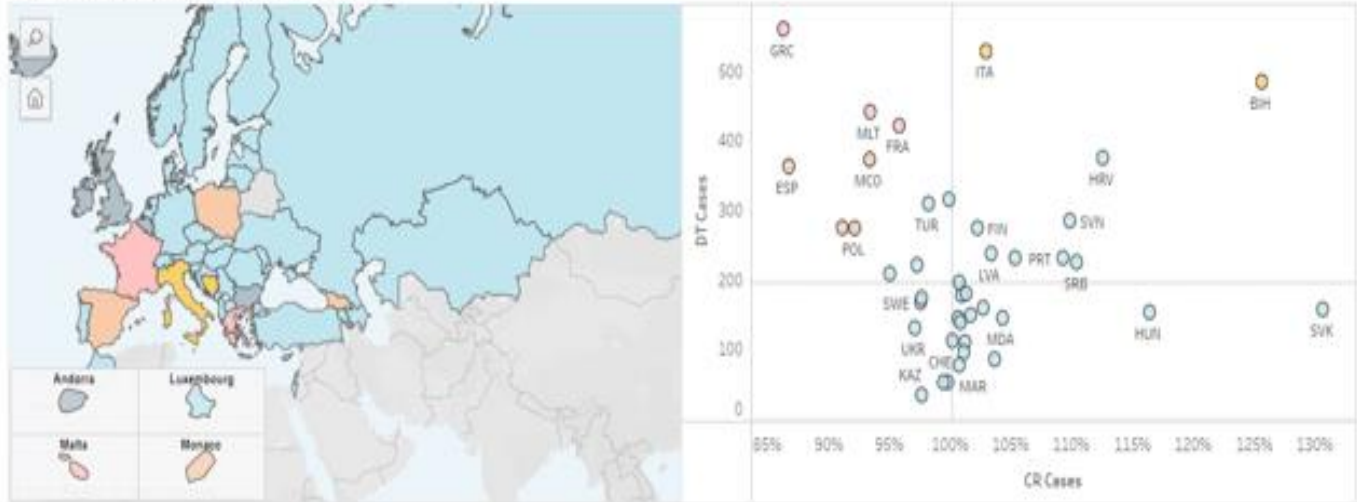 Andorra
Luxembourg
Malta
Monaco
DT Cases
500
400
300
200
100
0
GRC
ITA
BIH
MLT
FRA
ESP
MCO
HRV
TUR
FIN
SVN
POL
LVA
PRT
SRB
SWE
MDA
HUN
SVK
UKR
CHE
KAZ
MAR
85%
90%
95%
100%
105%
110%
115%
120%
125%
130%
CR Cases